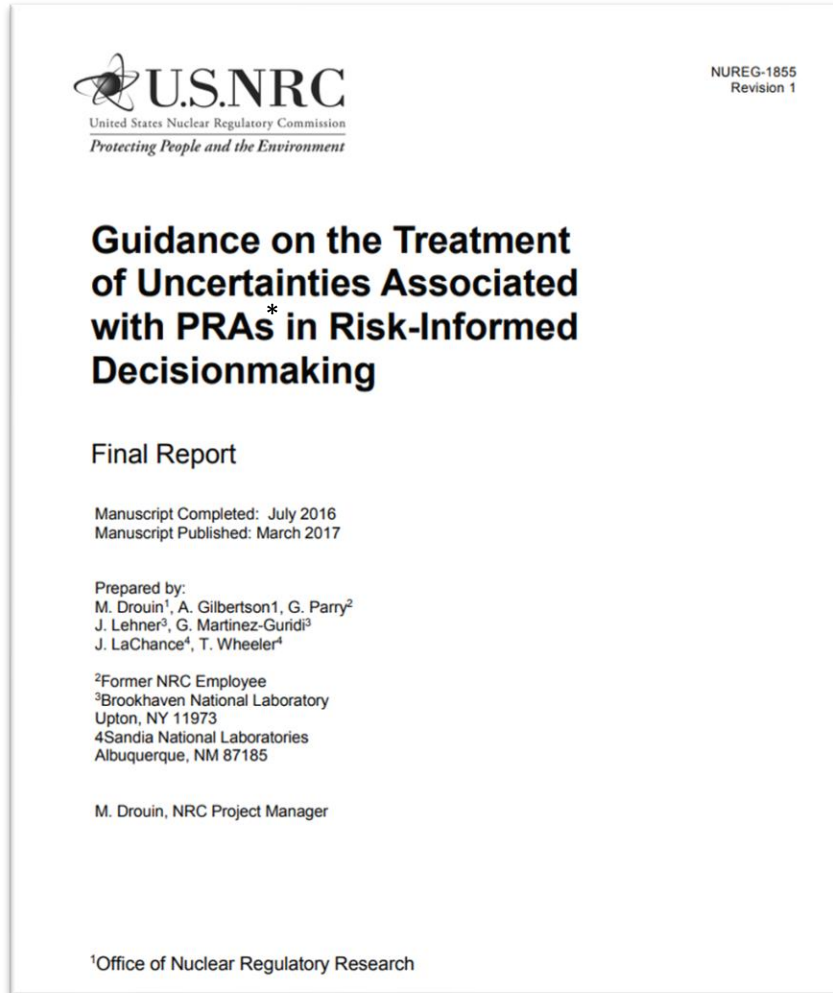 U.S.NRC
United States Nuclear Regulatory Commission
Protecting People and the Environment
NUREG-1855
Revision 1
Guidance on the Treatment
of Uncertainties Associated
with PRAs* in Risk-Informed
Decisionmaking
Final Report
Manuscript Completed: July 2016
Manuscript Published: March 2017
Prepared by:
M. Drouin¹, A. Gilbertson1, G. Parry²
J. Lehner³, G. Martinez-Guridi³
J. LaChance⁴, T. Wheeler⁴
²Former NRC Employee
³Brookhaven National Laboratory
Upton, NY 11973
4Sandia National Laboratories
Albuquerque, NM 87185
M. Drouin, NRC Project Manager
¹Office of Nuclear Regulatory Research